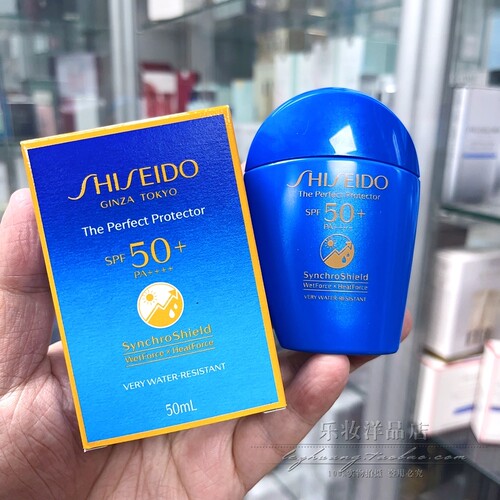 SHISEIDO
GINZA TOKYO
The Perfect Protector
SPF 50+
PA++++
SynchroShield
WetForce × HeatForce
VERY WATER-RESISTANT
50mL
SHISEIDO
The Perfect Protector
SPF 50+
PA++++
SynchroShield
WetForce × HeatForce
VERY WATER-RESISTANT
乐妆洋品店